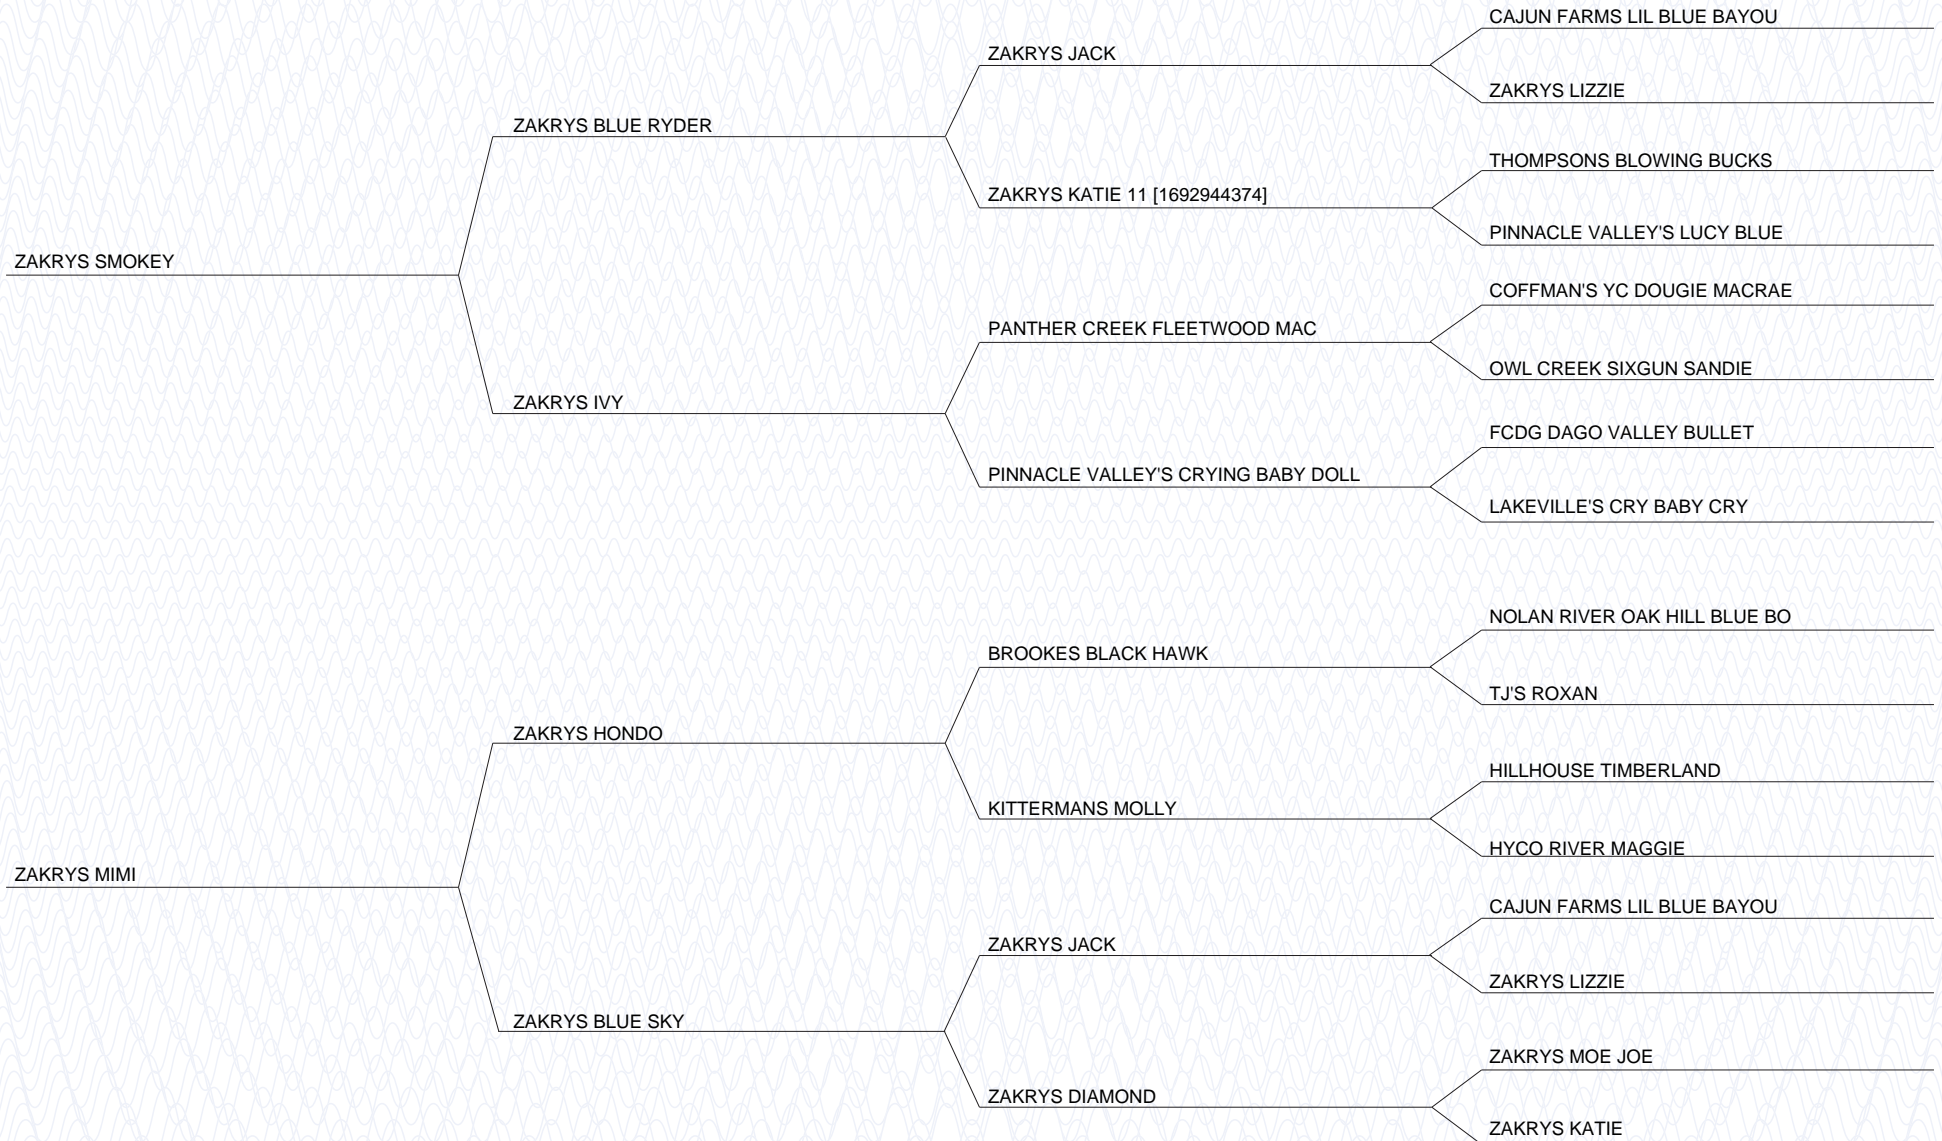 CAJUN FARMS LIL BLUE BAYOU
ZAKRYS JACK
ZAKRYS LIZZIE
ZAKRYS BLUE RYDER
THOMPSONS BLOWING BUCKS
ZAKRYS KATIE 11 [1692944374]
PINNACLE VALLEY'S LUCY BLUE
ZAKRYS SMOKEY
COFFMAN'S YC DOUGIE MACRAE
PANTHER CREEK FLEETWOOD MAC
OWL CREEK SIXGUN SANDIE
ZAKRYS IVY
FCDG DAGO VALLEY BULLET
PINNACLE VALLEY'S CRYING BABY DOLL
LAKEVILLE'S CRY BABY CRY
NOLAN RIVER OAK HILL BLUE BO
BROOKES BLACK HAWK
TJ'S ROXAN
ZAKRYS HONDO
HILLHOUSE TIMBERLAND
KITTERMANS MOLLY
HYCO RIVER MAGGIE
ZAKRYS MIMI
CAJUN FARMS LIL BLUE BAYOU
ZAKRYS JACK
ZAKRYS LIZZIE
ZAKRYS BLUE SKY
ZAKRYS MOE JOE
ZAKRYS DIAMOND
ZAKRYS KATIE